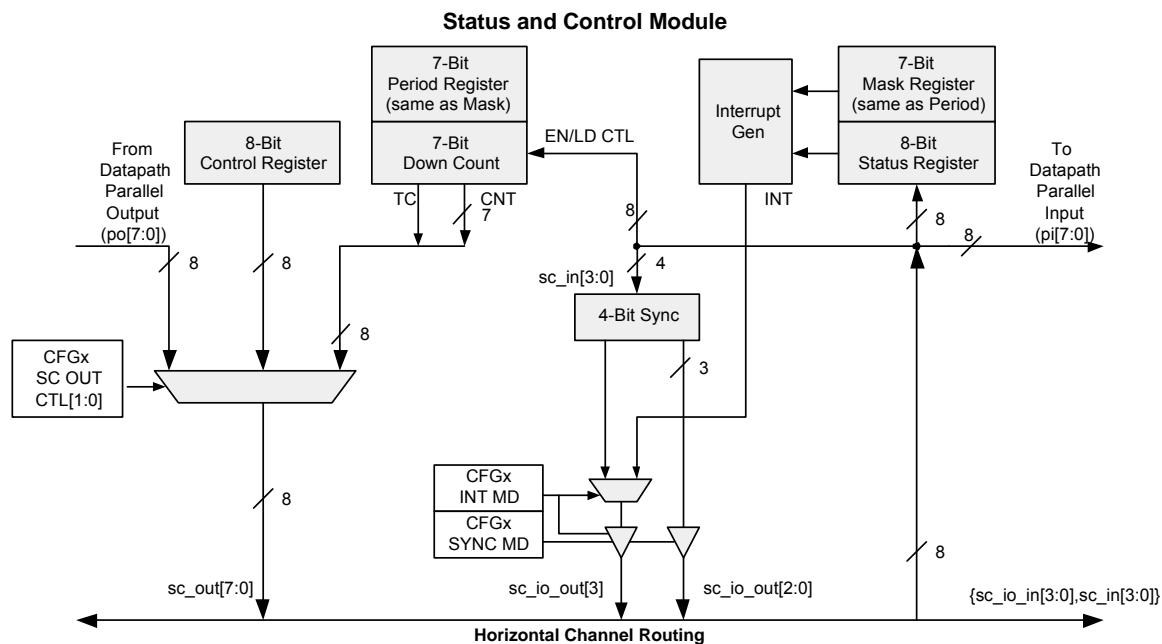 Status and Control Module
7-Bit
Period Register
(same as Mask)
7-Bit
Down Count
8-Bit
Control Register
From
Datapath
Parallel
Output
(po[7:0])
EN/LD CTL
Interrupt
Gen
7-Bit
Mask Register
(same as Period)
8-Bit
Status Register
To
Datapath
Parallel
Input
(pi[7:0])
TC
CNT
7
INT
8
8
8
8
8
4
sc_in[3:0]
4-Bit Sync
8
3
CFGx
SC OUT
CTL[1:0]
CFGx
INT MD
CFGx
SYNC MD
8
8
sc_out[7:0]
sc_io_out[3]
sc_io_out[2:0]
{sc_io_in[3:0],sc_in[3:0]}
Horizontal Channel Routing